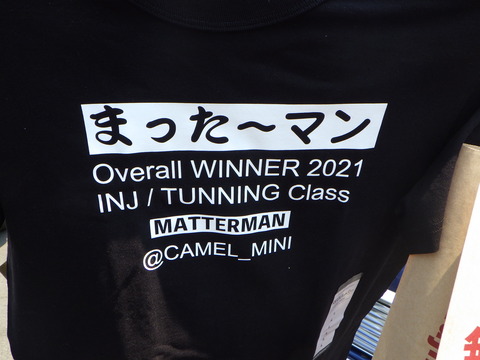 まった〜マン
Overall WINNER 2021
INJ / TUNNING Class
MATTERMAN
@CAMEL_MINI